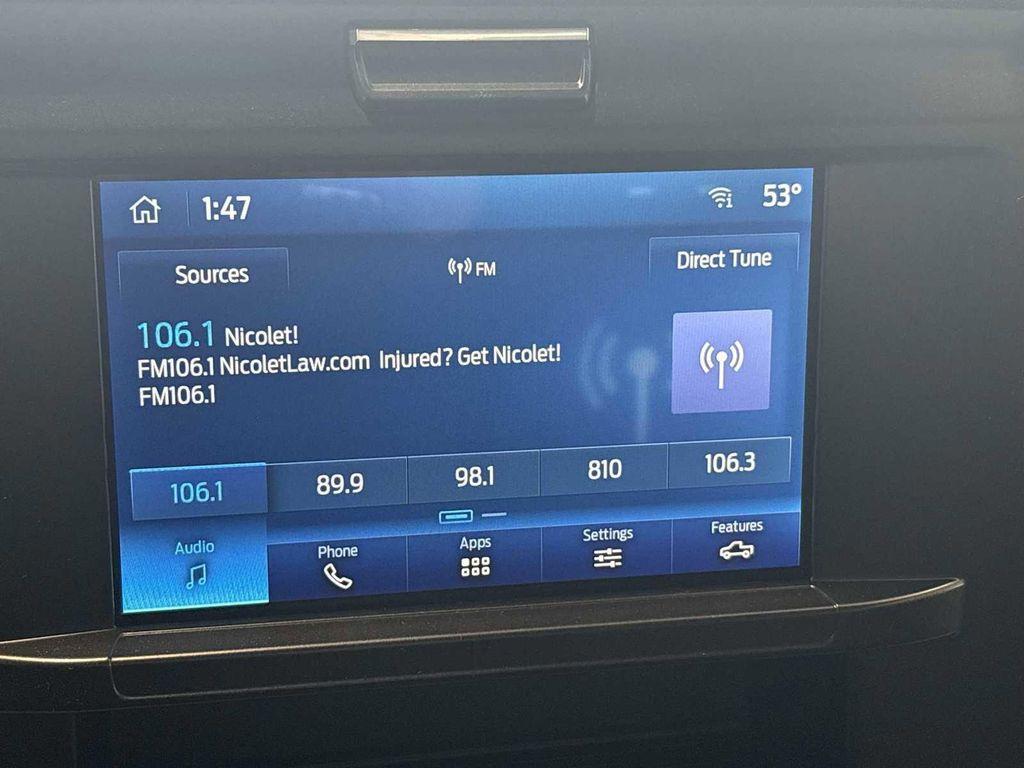 1:47
53°
Sources
FM
Direct Tune
106.1 Nicolet!
FM106.1 NicoletLaw.com Injured? Get Nicolet!
FM106.1
106.1
89.9
98.1
810
106.3
Audio
Phone
Apps
Settings
Features